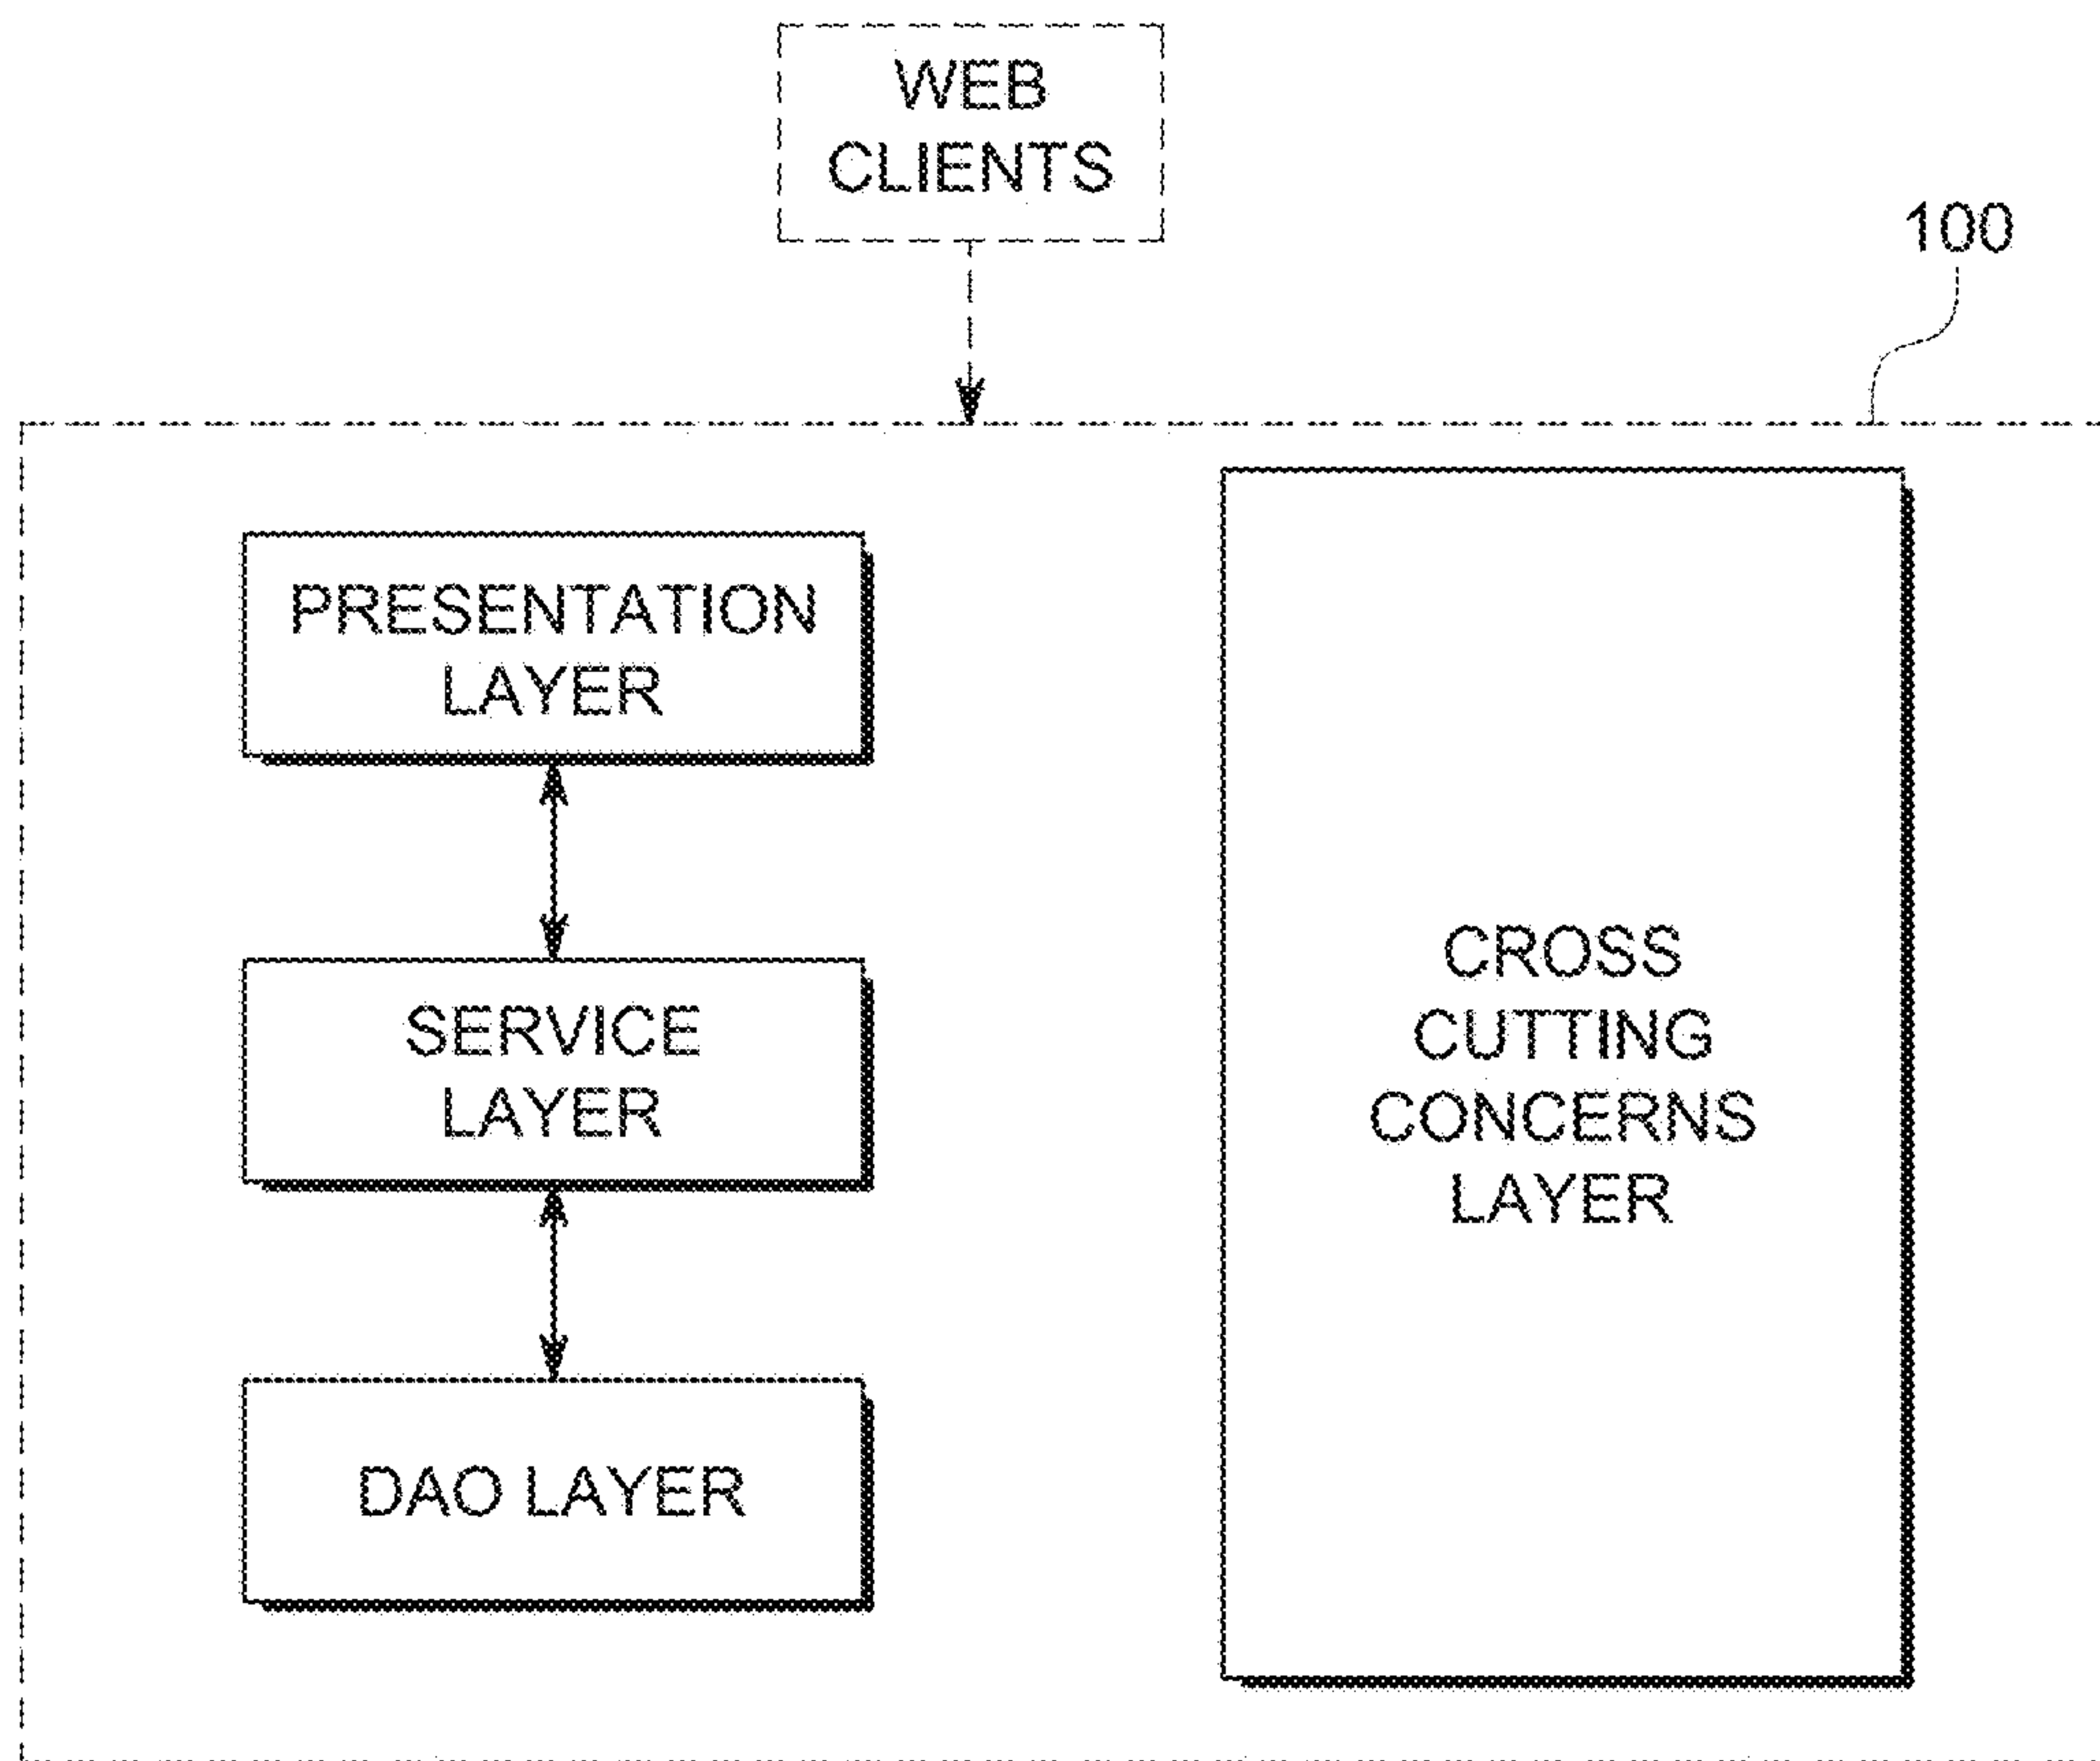 WEB
CLIENTS
100
PRESENTATION
LAYER
SERVICE
LAYER
DAO LAYER
CROSS
CUTTING
CONCERNS
LAYER